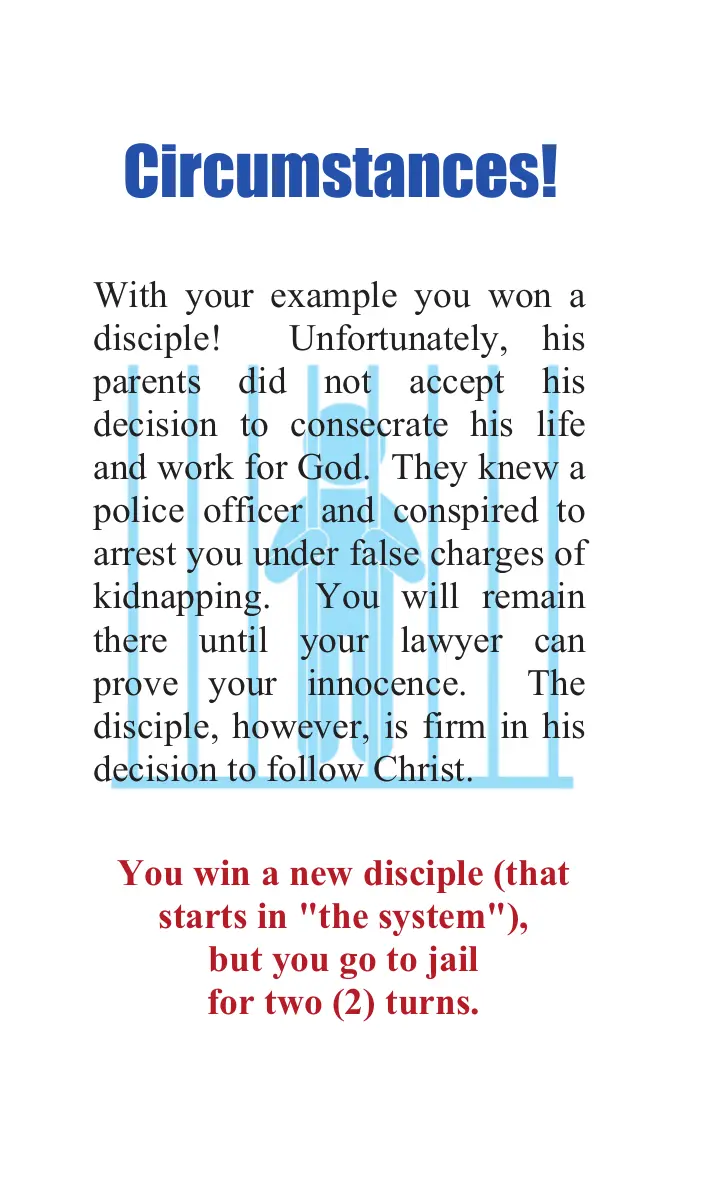 Circumstances!
With your example you won a
disciple! Unfortunately, his
parents did not accept his
decision to consecrate his life
and work for God. They knew a
police officer and conspired to
arrest you under false charges of
kidnapping. You will remain
there until your lawyer can
prove your innocence. The
disciple, however, is firm in his
decision to follow Christ.
You win a new disciple (that
starts in "the system"),
but you go to jail
for two (2) turns.